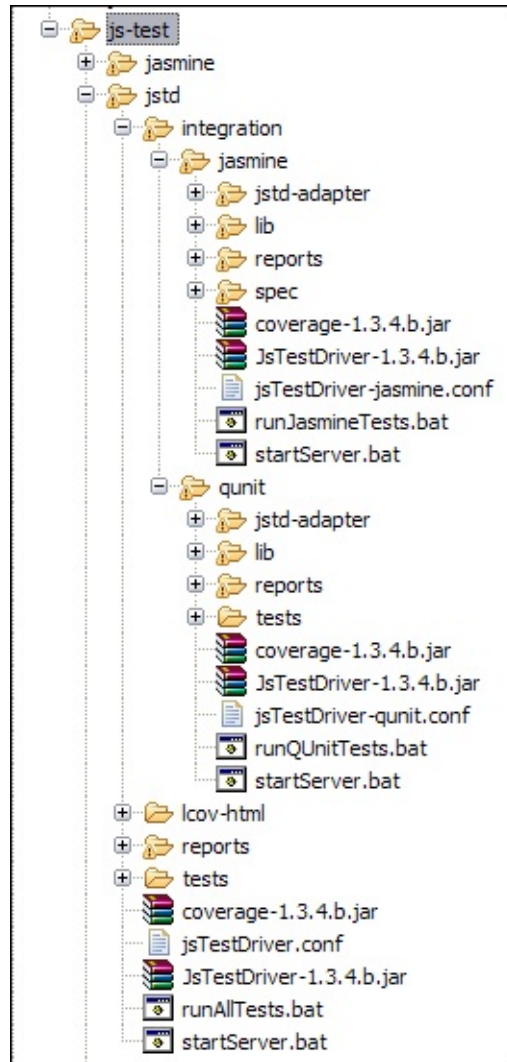 js-test
jasmine
jstd
integration
jasmine
jstd-adapter
lib
reports
spec
coverage-1.3.4.b.jar
JsTestDriver-1.3.4.b.jar
jsTestDriver-jasmine.conf
runJasmineTests.bat
startServer.bat
qunit
jstd-adapter
lib
reports
tests
coverage-1.3.4.b.jar
JsTestDriver-1.3.4.b.jar
jsTestDriver-qunit.conf
runQUnitTests.bat
startServer.bat
lcov-html
reports
tests
coverage-1.3.4.b.jar
jsTestDriver.conf
JsTestDriver-1.3.4.b.jar
runAllTests.bat
startServer.bat